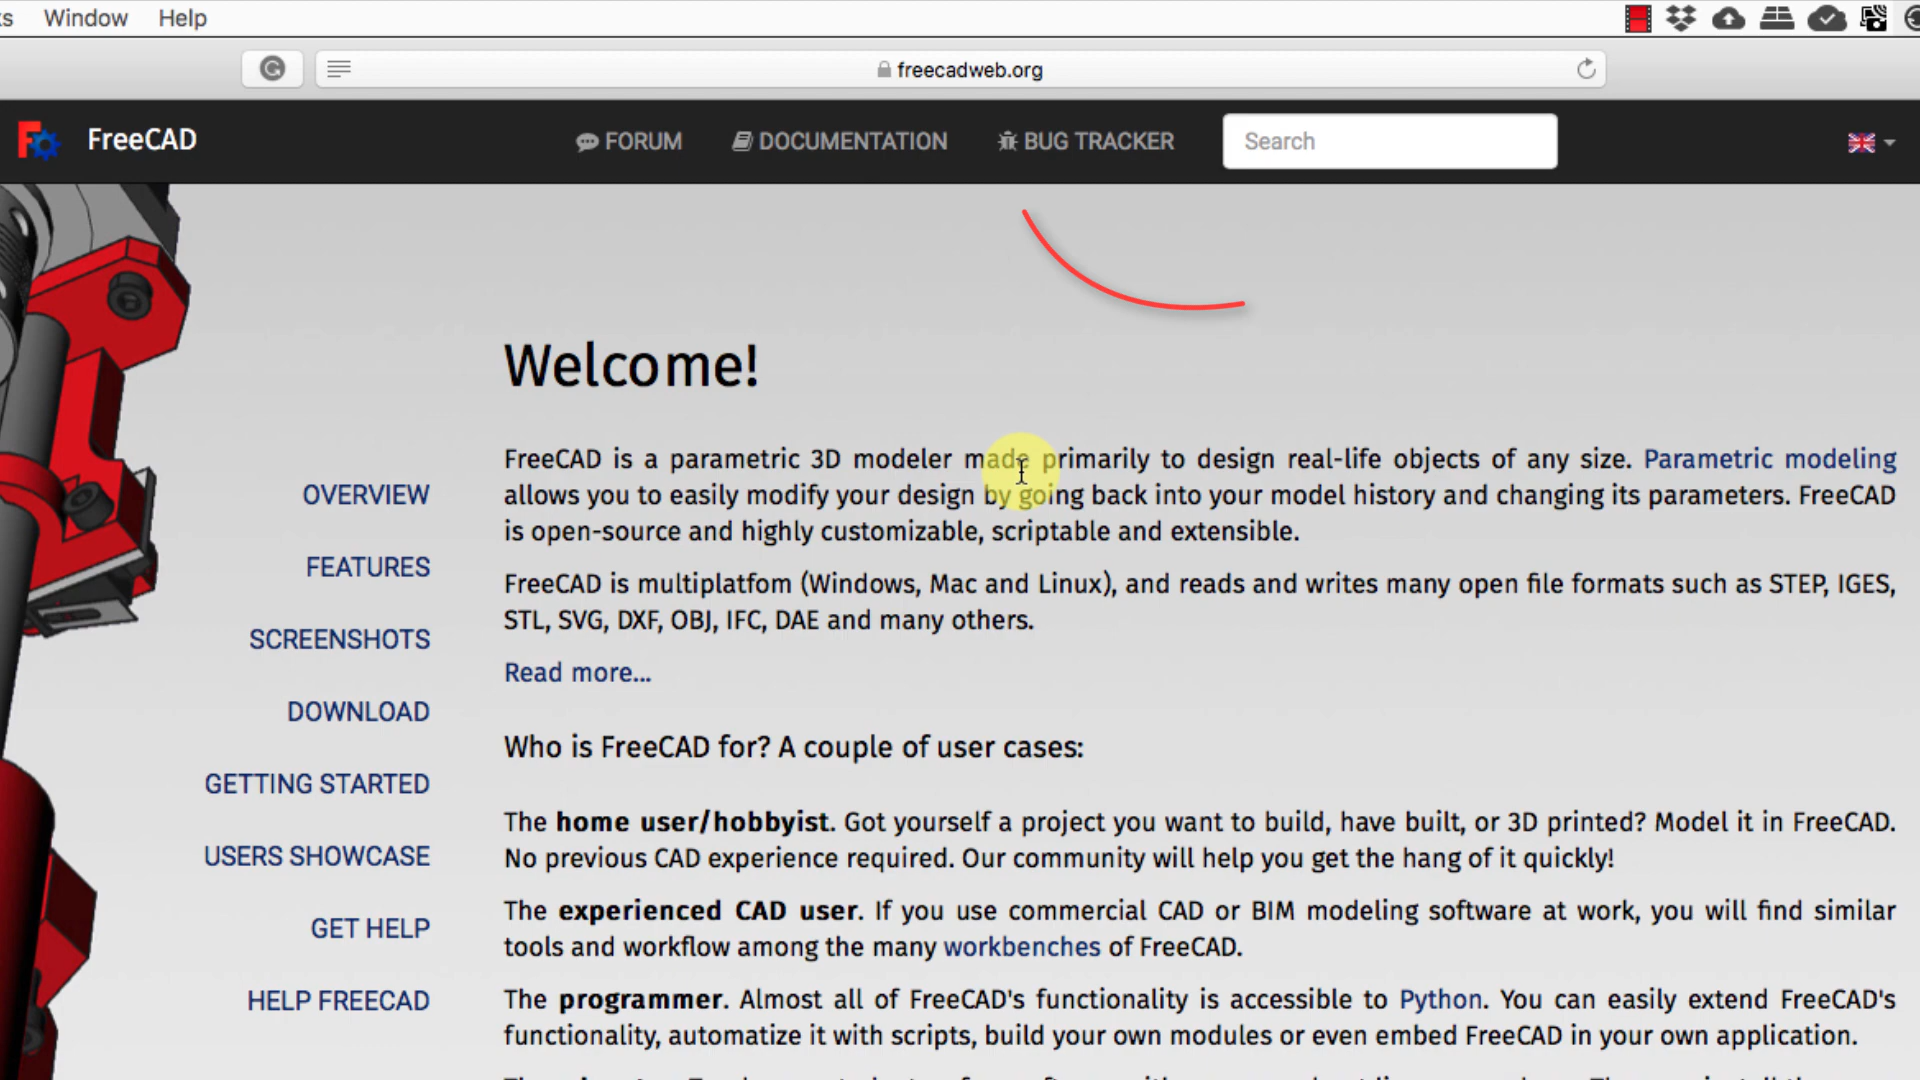 Window Help
freecadweb.org
FreeCAD FORUM DOCUMENTATION BUG TRACKER Search
Welcome!
FreeCAD is a parametric 3D modeler made primarily to design real-life objects of any size. Parametric modeling
allows you to easily modify your design by going back into your model history and changing its parameters. FreeCAD
is open-source and highly customizable, scriptable and extensible.
FreeCAD is multiplatfom (Windows, Mac and Linux), and reads and writes many open file formats such as STEP, IGES,
STL, SVG, DXF, OBJ, IFC, DAE and many others.
Read more...
Who is FreeCAD for? A couple of user cases:
The home user/hobbyist. Got yourself a project you want to build, have built, or 3D printed? Model it in FreeCAD.
No previous CAD experience required. Our community will help you get the hang of it quickly!
The experienced CAD user. If you use commercial CAD or BIM modeling software at work, you will find similar
tools and workflow among the many workbenches of FreeCAD.
The programmer. Almost all of FreeCAD's functionality is accessible to Python. You can easily extend FreeCAD's
functionality, automatize it with scripts, build your own modules or even embed FreeCAD in your own application.
OVERVIEW
FEATURES
SCREENSHOTS
DOWNLOAD
GETTING STARTED
USERS SHOWCASE
GET HELP
HELP FREECAD